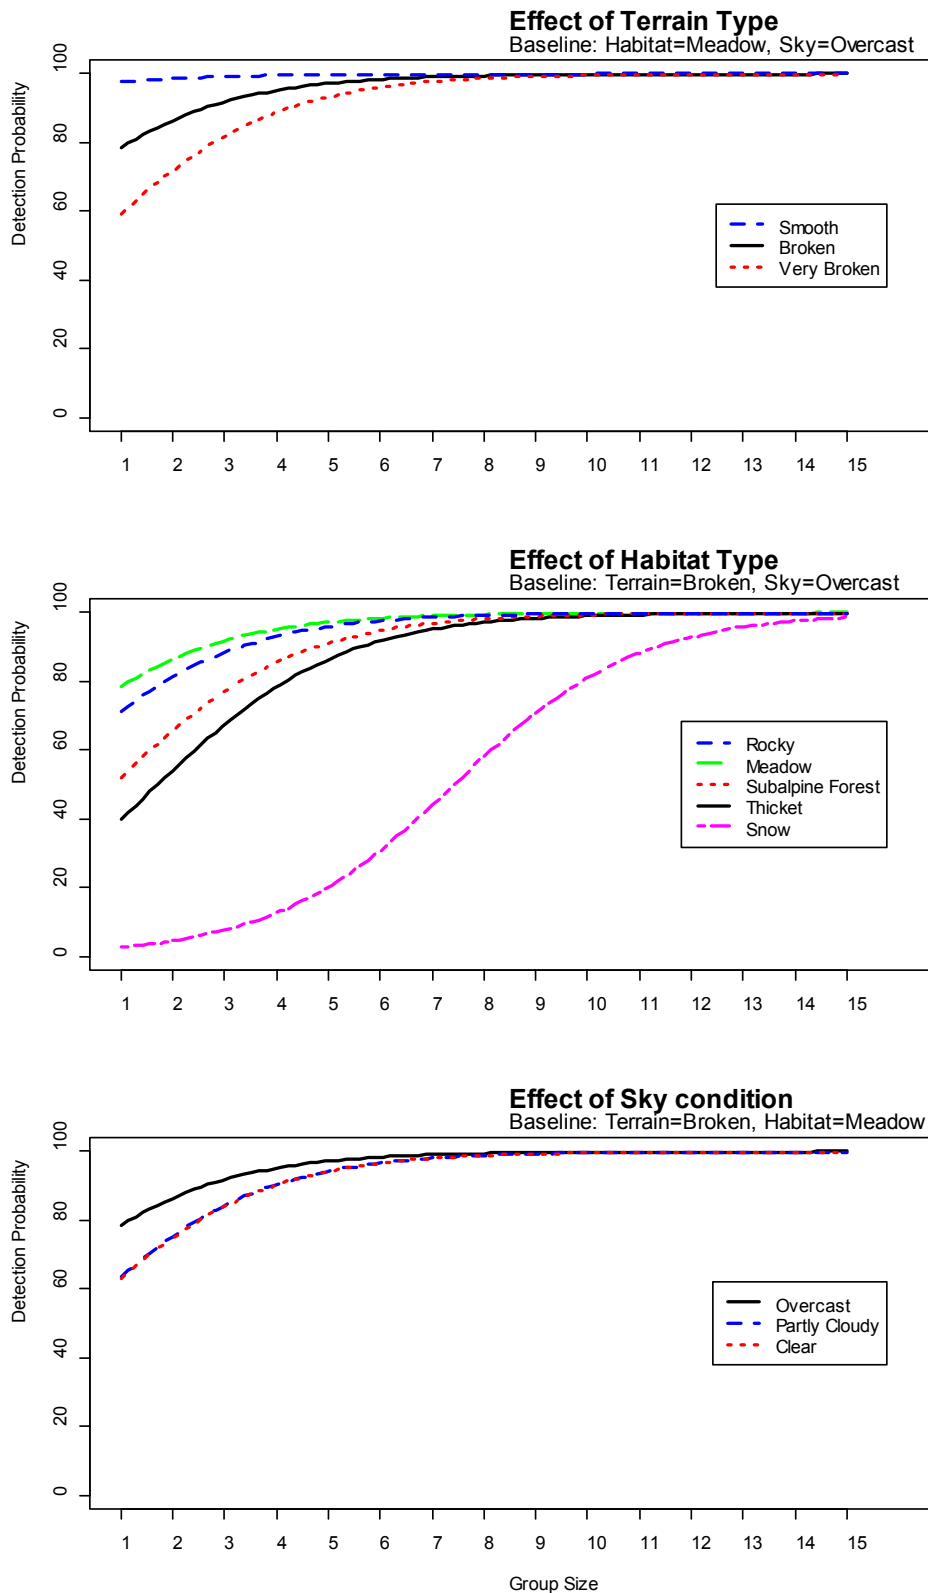 Effect of Terrain Type
Baseline: Habitat=Meadow, Sky=Overcast
Detection Probability
100
80
60
40
20
0
Smooth
Broken
Very Broken
1 2 3 4 5 6 7 8 9 10 11 12 13 14 15
Effect of Habitat Type
Baseline: Terrain=Broken, Sky=Overcast
Detection Probability
100
80
60
40
20
0
Rocky
Meadow
Subalpine Forest
Thicket
Snow
1 2 3 4 5 6 7 8 9 10 11 12 13 14 15
Effect of Sky condition
Baseline: Terrain=Broken, Habitat=Meadow
Detection Probability
100
80
60
40
20
0
Overcast
Partly Cloudy
Clear
1 2 3 4 5 6 7 8 9 10 11 12 13 14 15
Group Size